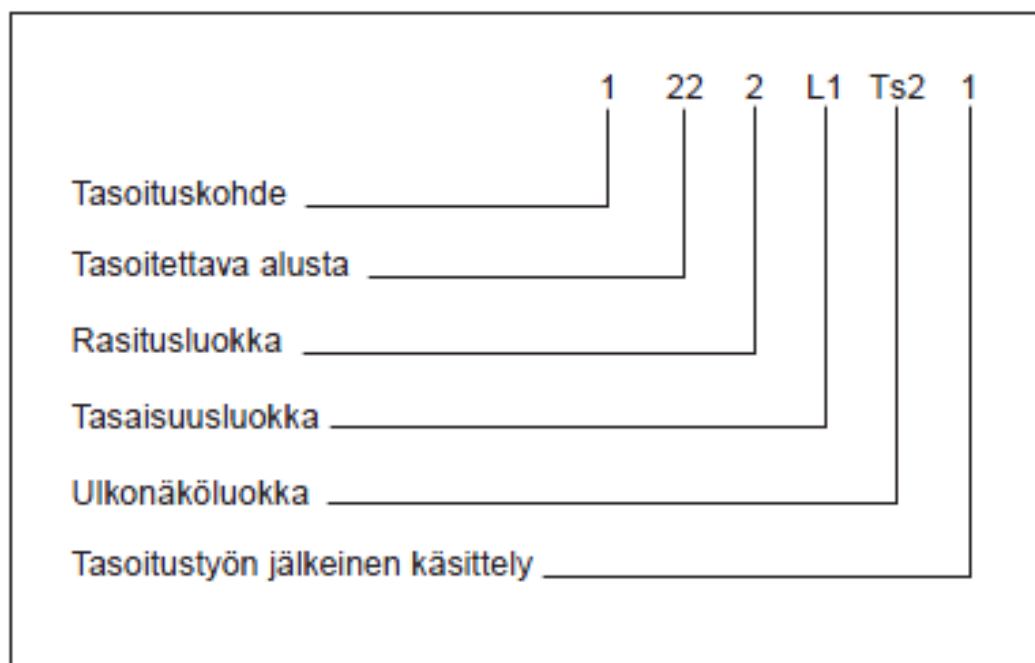 1 22 2 L1 Ts2 1
Tasoituskohde
Tasoitettava alusta
Rasitusluokka
Tasaisuusluokka
Ulkonäköluokka
Tasoitustyön jälkeinen käsittely